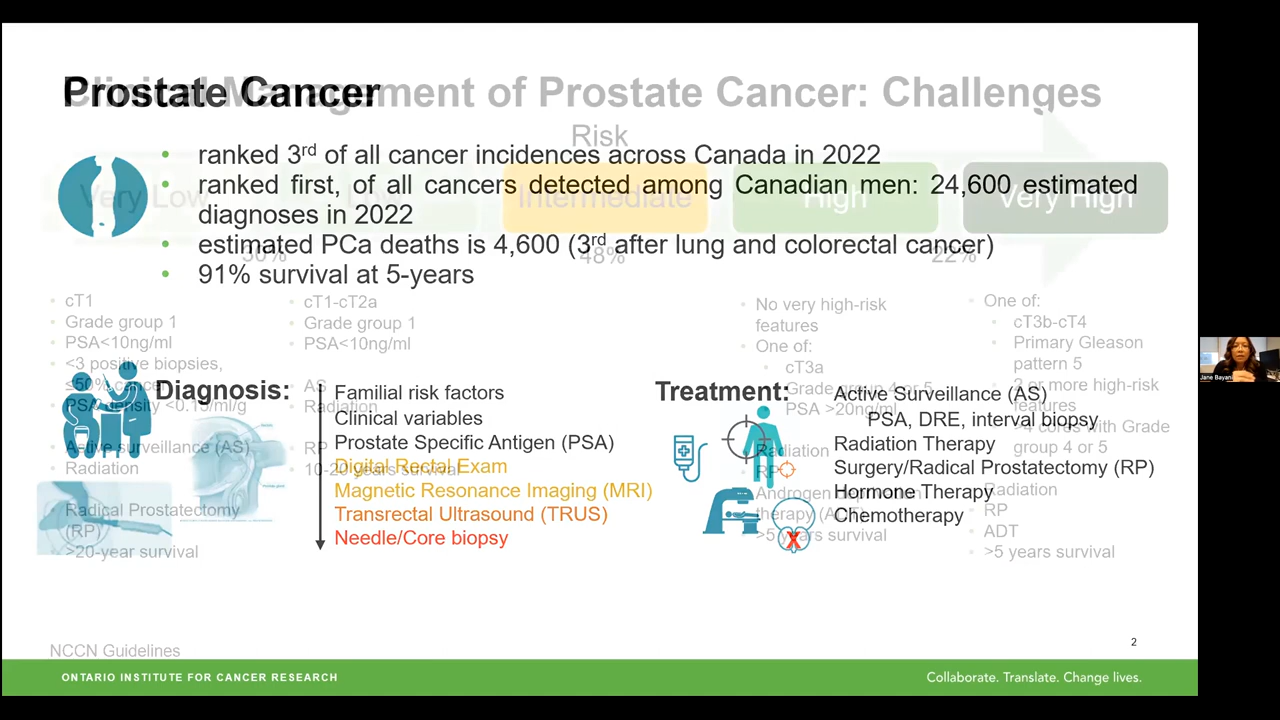 Prostate Cancer
Clinical Management of Prostate Cancer: Challenges
Risk
• ranked 3rd of all cancer incidences across Canada in 2022
• ranked first, of all cancers detected among Canadian men: 24,600 estimated
diagnoses in 2022
• estimated PCa deaths is 4,600 (3rd after lung and colorectal cancer)
• 91% survival at 5-years
Very Low
Low
Intermediate
High
Very High
30%
48%
22%
• cT1
• Grade group 1
• PSA<10ng/ml
• <3 positive biopsies,
• PSA density <0.15/ml/g
• Active surveillance (AS)
• Radiation
• Radical Prostatectomy
(RP)
>20-year survival
• cT1-cT2a
• Grade group 1
• PSA<10ng/ml
• AS
• Radiation
• RP
• 10-20 years survival
• No very high-risk
features
• One of:
• cT3a
Grade group 4 or 5
PSA >20ng/ml
Radiation
RP
Androgen deprivation
therapy (ADT)
>5 years survival
• One of:
• cT3b-cT4
• Primary Gleason
pattern 5
• 2 or more high-risk
features
• >4 cores with Grade
group 4 or 5
• Radiation
• RP
• ADT
• >5 years survival
Diagnosis:
Familial risk factors
Clinical variables
Prostate Specific Antigen (PSA)
Digital Rectal Exam
Magnetic Resonance Imaging (MRI)
Transrectal Ultrasound (TRUS)
Needle/Core biopsy
Treatment:
Active Surveillance (AS)
PSA, DRE, interval biopsy
Radiation Therapy
Surgery/Radical Prostatectomy (RP)
Hormone Therapy
Chemotherapy
NCCN Guidelines
2
ONTARIO INSTITUTE FOR CANCER RESEARCH
Collaborate. Translate. Change lives.